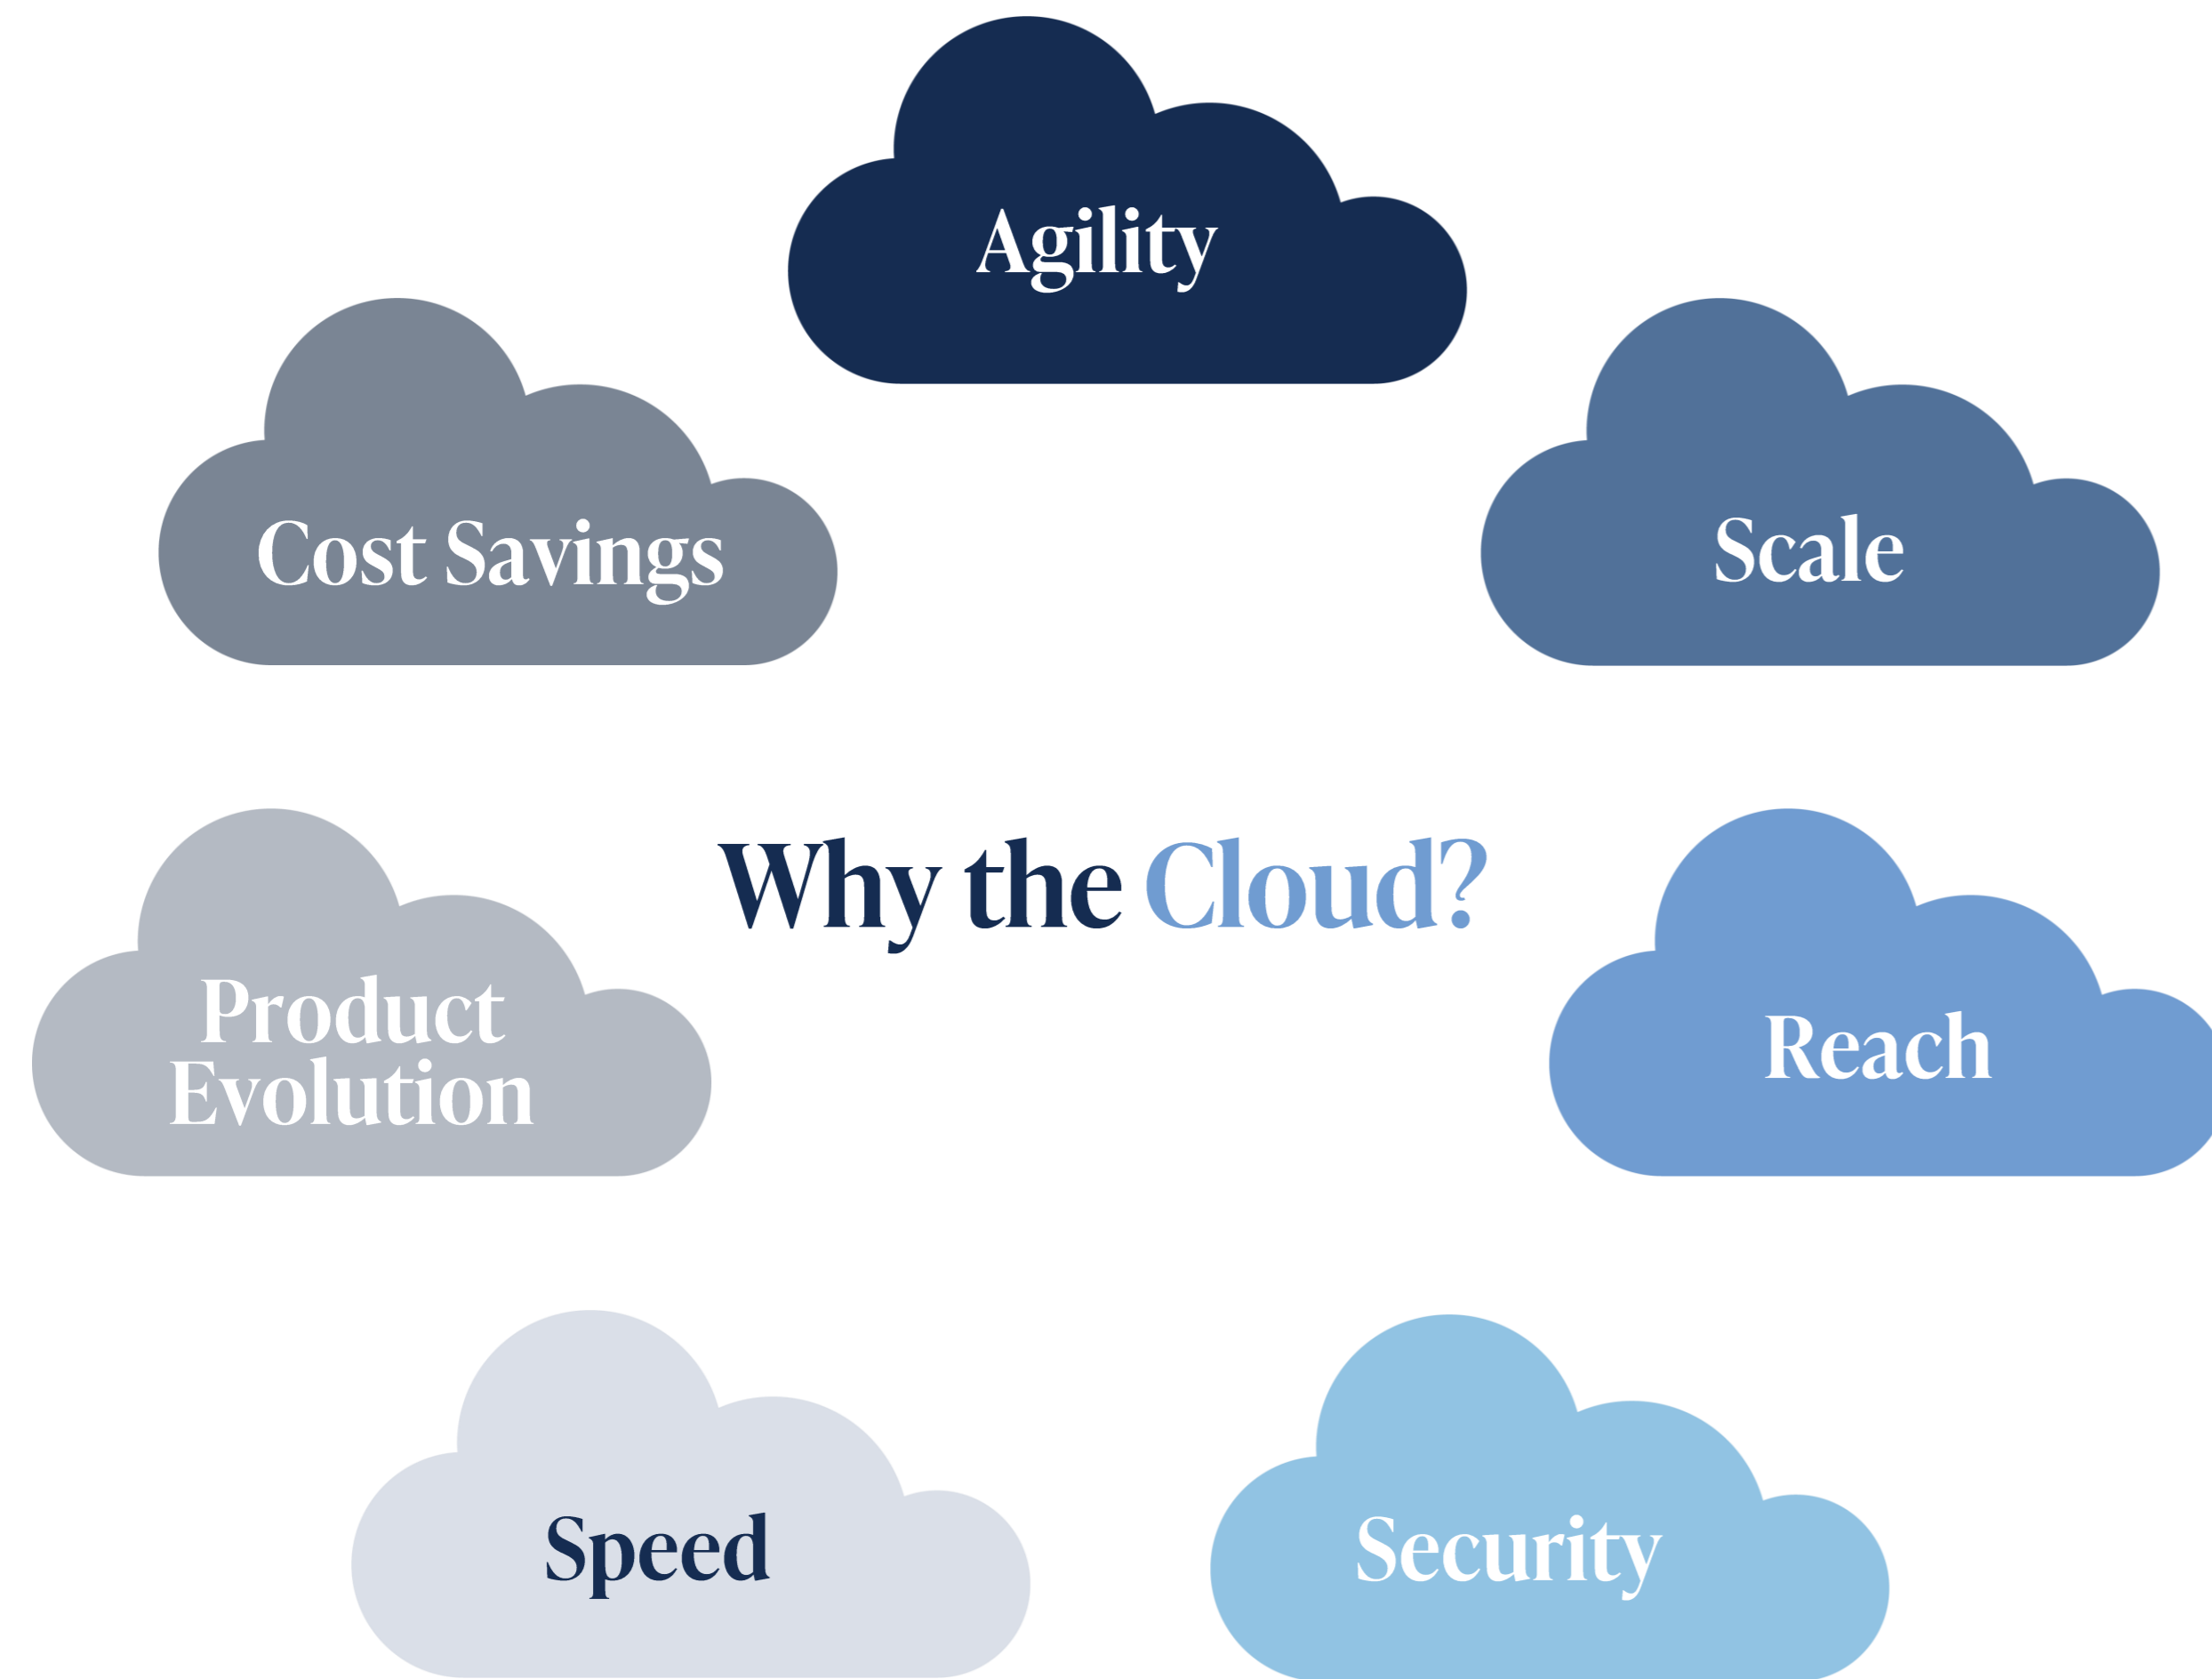 Agility
Cost Savings
Scale
Why the Cloud?
Product
Evolution
Reach
Speed
Security